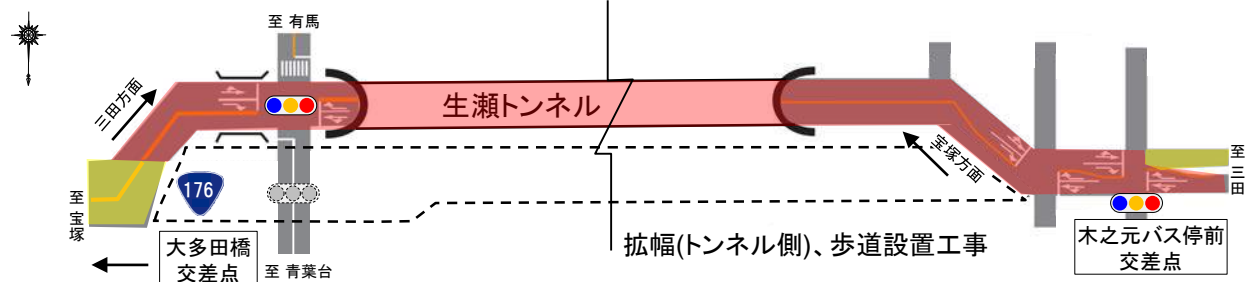 至 有馬
三田方面
生瀬トンネル
宝塚方面
至
三
田
至
宝
塚
176
大多田橋
交差点
至 青葉台
拡幅(トンネル側)、歩道設置工事
木之元バス停前
交差点